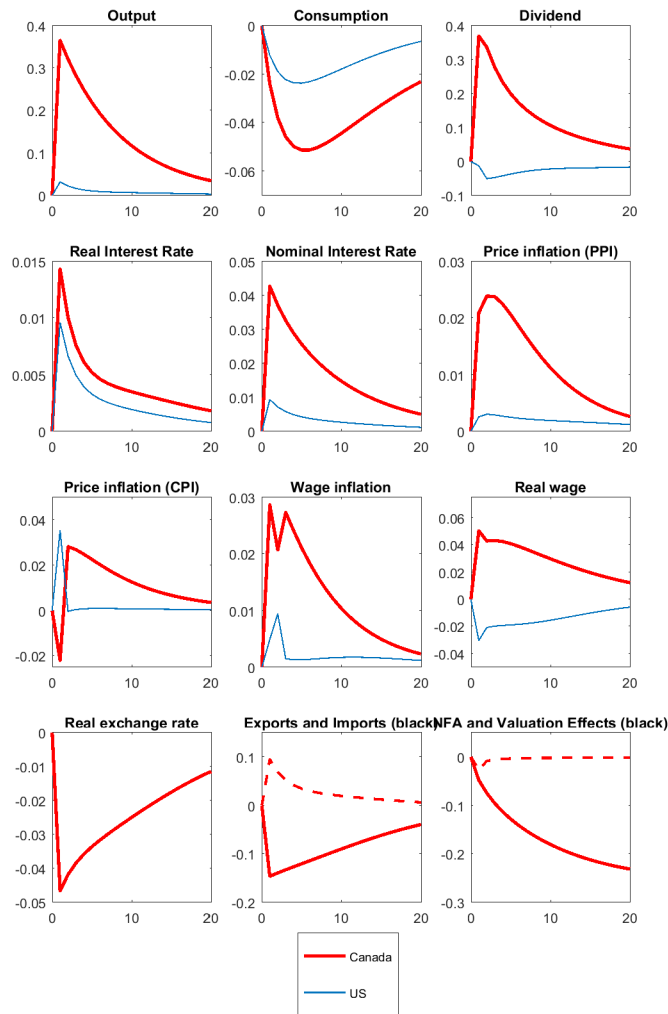 Output
Consumption
Dividend
0.4
0.3
0.2
0.1
0
0 10 20
0
-0.02
-0.04
-0.06
0 10 20
0.4
0.3
0.2
0.1
0
-0.1
0 10 20
Real Interest Rate
Nominal Interest Rate
Price inflation (PPI)
0.015
0.01
0.005
0
0 10 20
0.05
0.04
0.03
0.02
0.01
0
0 10 20
0.03
0.02
0.01
0
0 10 20
Price inflation (CPI)
Wage inflation
Real wage
0.04
0.02
0
-0.02
0 10 20
0.03
0.02
0.01
0
0 10 20
0.06
0.04
0.02
0
-0.02
-0.04
0 10 20
Real exchange rate
Exports and Imports (black)
NFA and Valuation Effects (black)
0
-0.01
-0.02
-0.03
-0.04
-0.05
0 10 20
0.1
0
-0.1
-0.2
0 10 20
0
-0.1
-0.2
-0.3
0 10 20
Canada
US